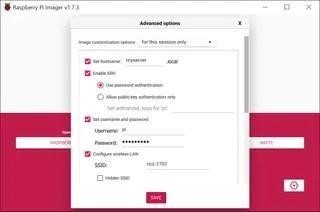 Raspberry Pi Imager v1.7.3
Advanced options
X
Image customization options
for this session only
Set hostname: myserver .local
Enable SSH
Use password authentication
Allow public-key authentication only
Set authorized_keys for 'pi':
Set username and password
Username: pi
Password: •••••••••
Configure wireless LAN
SSID: ncc-1701
Hidden SSID
SAVE
WRITE